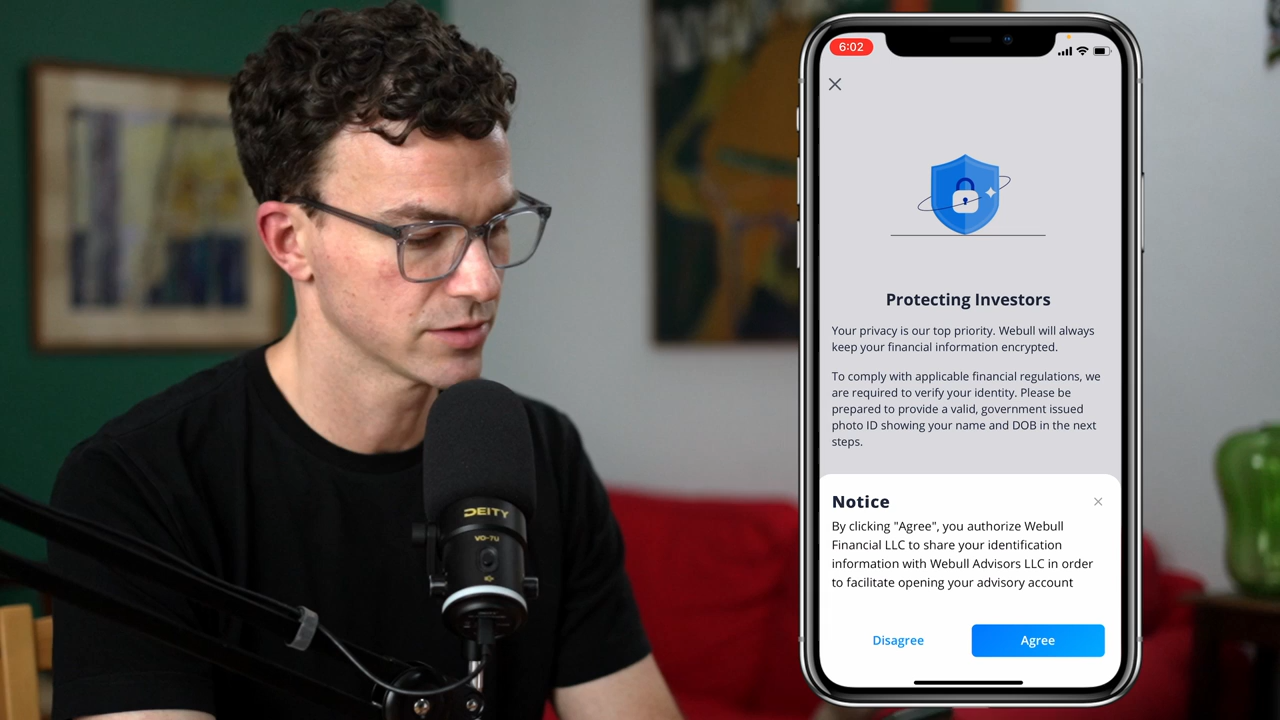 6:02
Protecting Investors
Your privacy is our top priority. Webull will always
keep your financial information encrypted.
To comply with applicable financial regulations, we
are required to verify your identity. Please be
prepared to provide a valid, government issued
photo ID showing your name and DOB in the next
steps.
Notice
By clicking "Agree", you authorize Webull
Financial LLC to share your identification
information with Webull Advisors LLC in order
to facilitate opening your advisory account
Disagree
Agree
DEITY
VO-7U